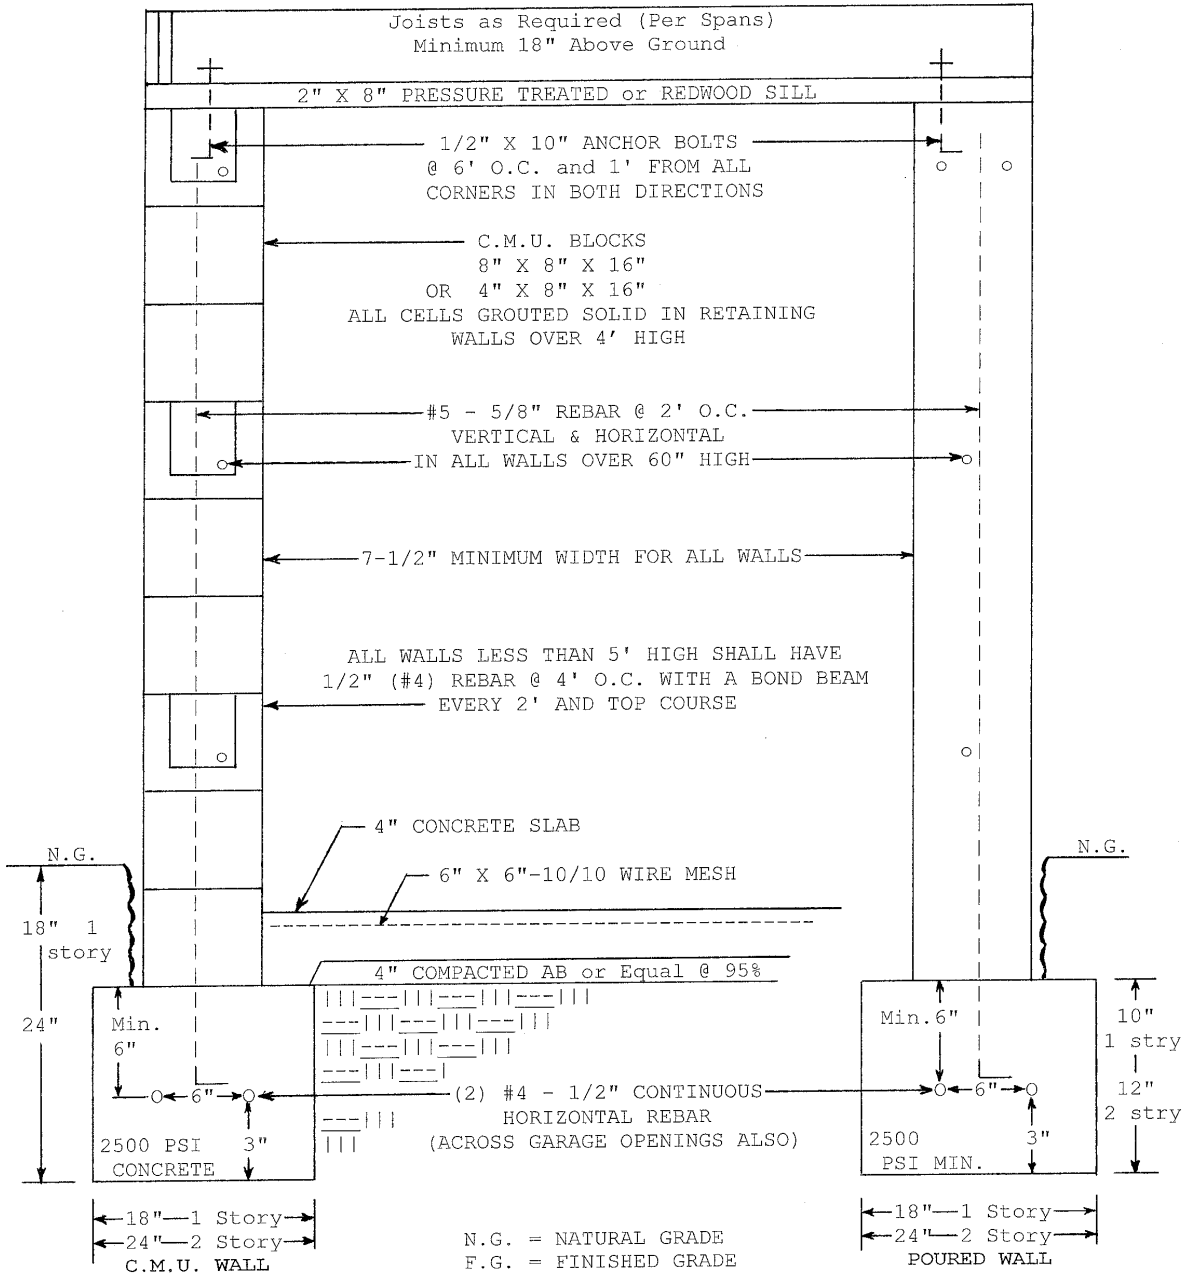 Joists as Required (Per Spans)
Minimum 18" Above Ground
2" X 8" PRESSURE TREATED or REDWOOD SILL
1/2" X 10" ANCHOR BOLTS
@ 6' O.C. and 1' FROM ALL
CORNERS IN BOTH DIRECTIONS
C.M.U. BLOCKS
8" X 8" X 16"
OR 4" X 8" X 16"
ALL CELLS GROUTED SOLID IN RETAINING
WALLS OVER 4' HIGH
#5 - 5/8" REBAR @ 2' O.C.
VERTICAL & HORIZONTAL
IN ALL WALLS OVER 60" HIGH
7-1/2" MINIMUM WIDTH FOR ALL WALLS
ALL WALLS LESS THAN 5' HIGH SHALL HAVE
1/2" (#4) REBAR @ 4' O.C. WITH A BOND BEAM
EVERY 2' AND TOP COURSE
4" CONCRETE SLAB
N.G.
N.G.
6" X 6"-10/10 WIRE MESH
18" 1
story
4" COMPACTED AB or Equal @ 95%
24"
Min.
6"
Min.6"
10"
1 stry
6"
(2) #4 - 1/2" CONTINUOUS
HORIZONTAL REBAR
(ACROSS GARAGE OPENINGS ALSO)
6"
12"
2 stry
2500 PSI
CONCRETE
3"
2500
PSI MIN.
3"
18"—1 Story
24"—2 Story
C.M.U. WALL
N.G. = NATURAL GRADE
F.G. = FINISHED GRADE
18"—1 Story
24"—2 Story
POURED WALL